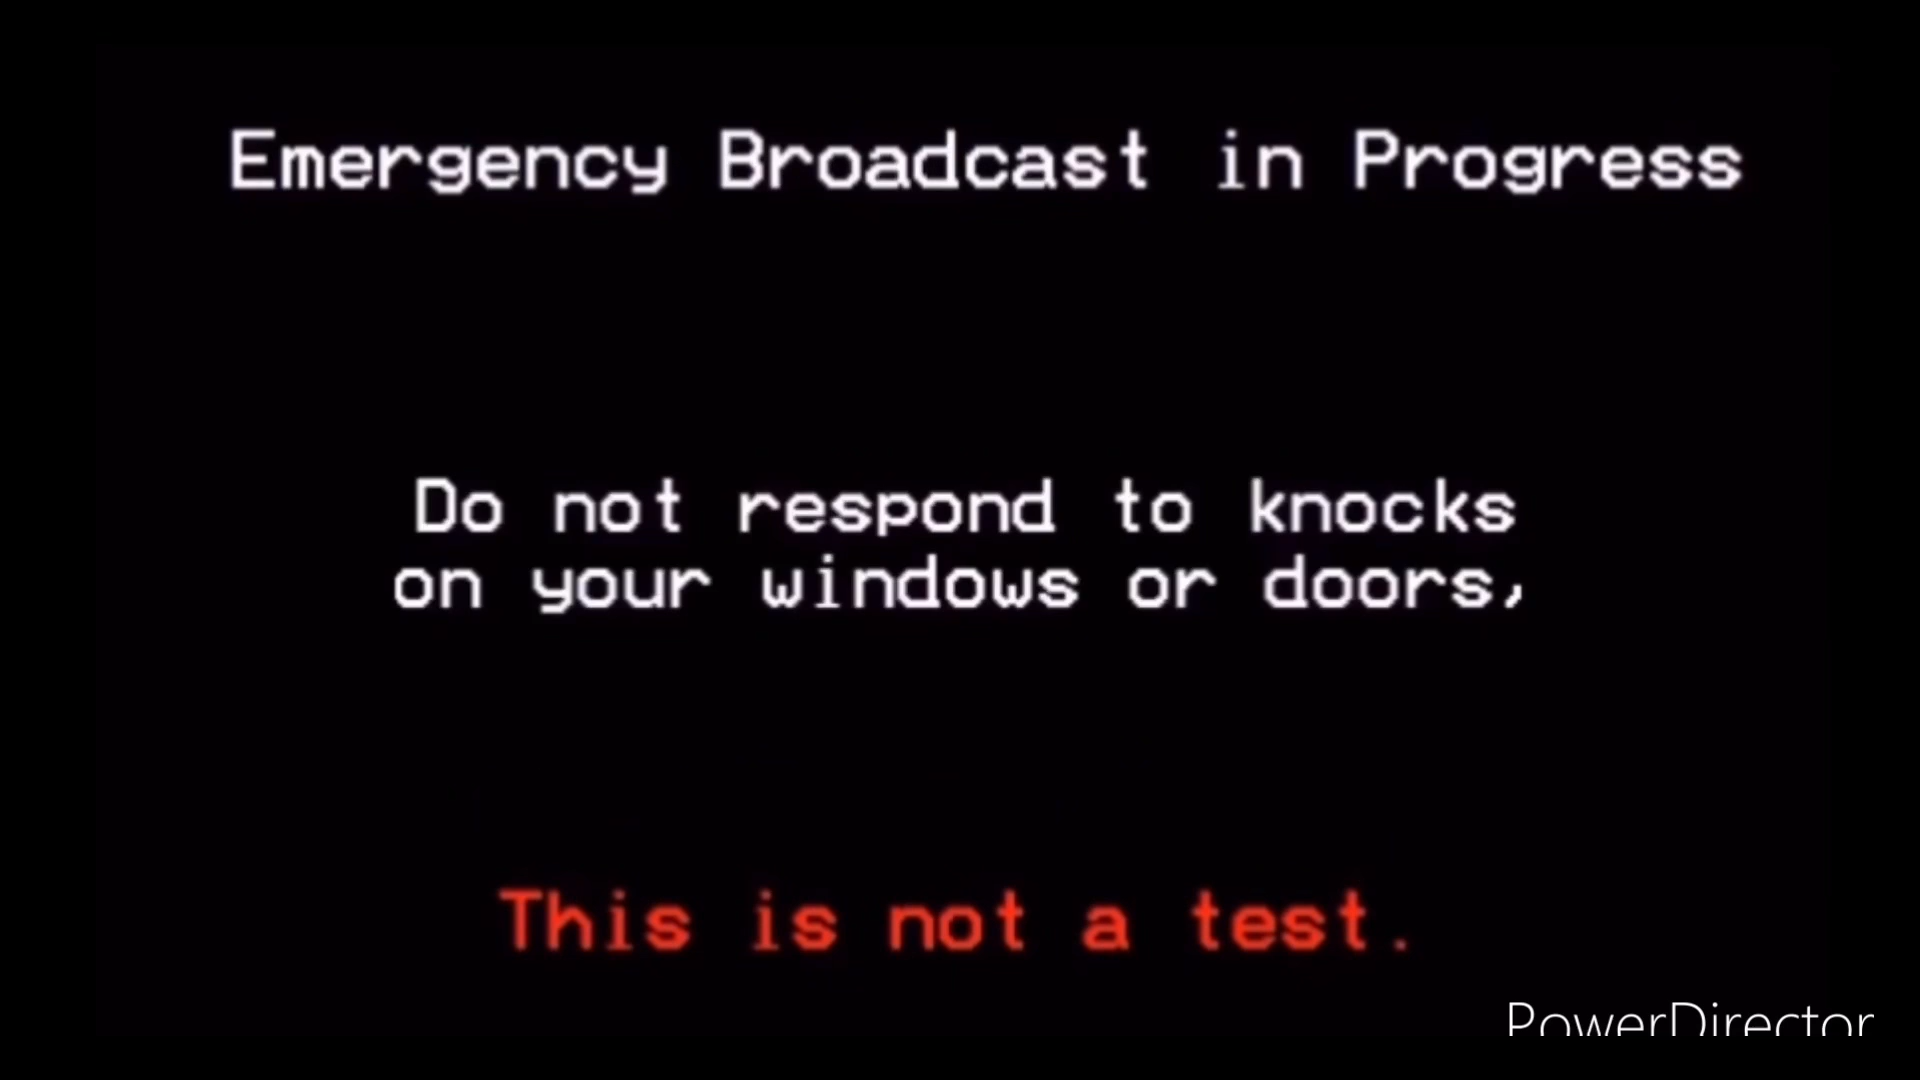 Emergency Broadcast in Progress
Do not respond to knocks
on your windows or doors,
This is not a test.
PowerDirector